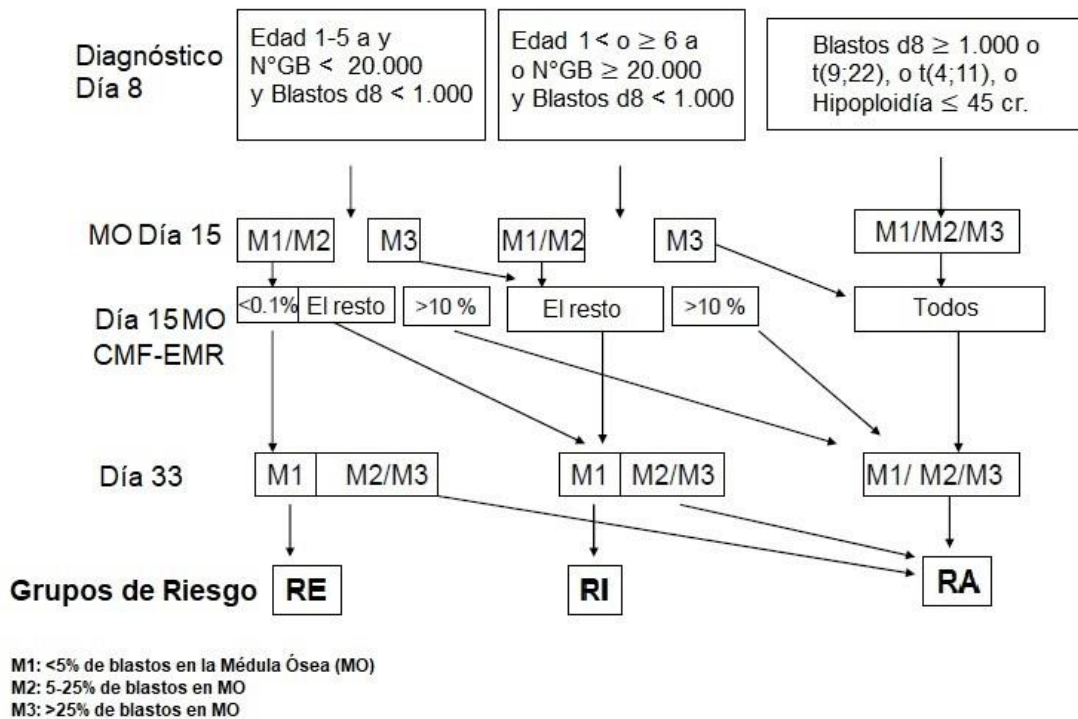 Diagnóstico
Día 8
Edad 1-5 a y
N°GB < 20.000
y Blastos d8 < 1.000
Edad 1< o ≥ 6 a
o N°GB ≥ 20.000
y Blastos d8 < 1.000
Blastos d8 ≥ 1.000 o
t(9;22), o t(4;11), o
Hipoploidía ≤ 45 cr.
MO Día 15
M1/M2
M3
M1/M2
M3
M1/M2/M3
Día 15 MO
CMF-EMR
<0.1%
El resto
>10 %
El resto
>10 %
Todos
Día 33
M1
M2/M3
M1
M2/M3
M1/ M2/M3
Grupos de Riesgo
RE
RI
RA
M1: <5% de blastos en la Médula Ósea (MO)
M2: 5-25% de blastos en MO
M3: >25% de blastos en MO